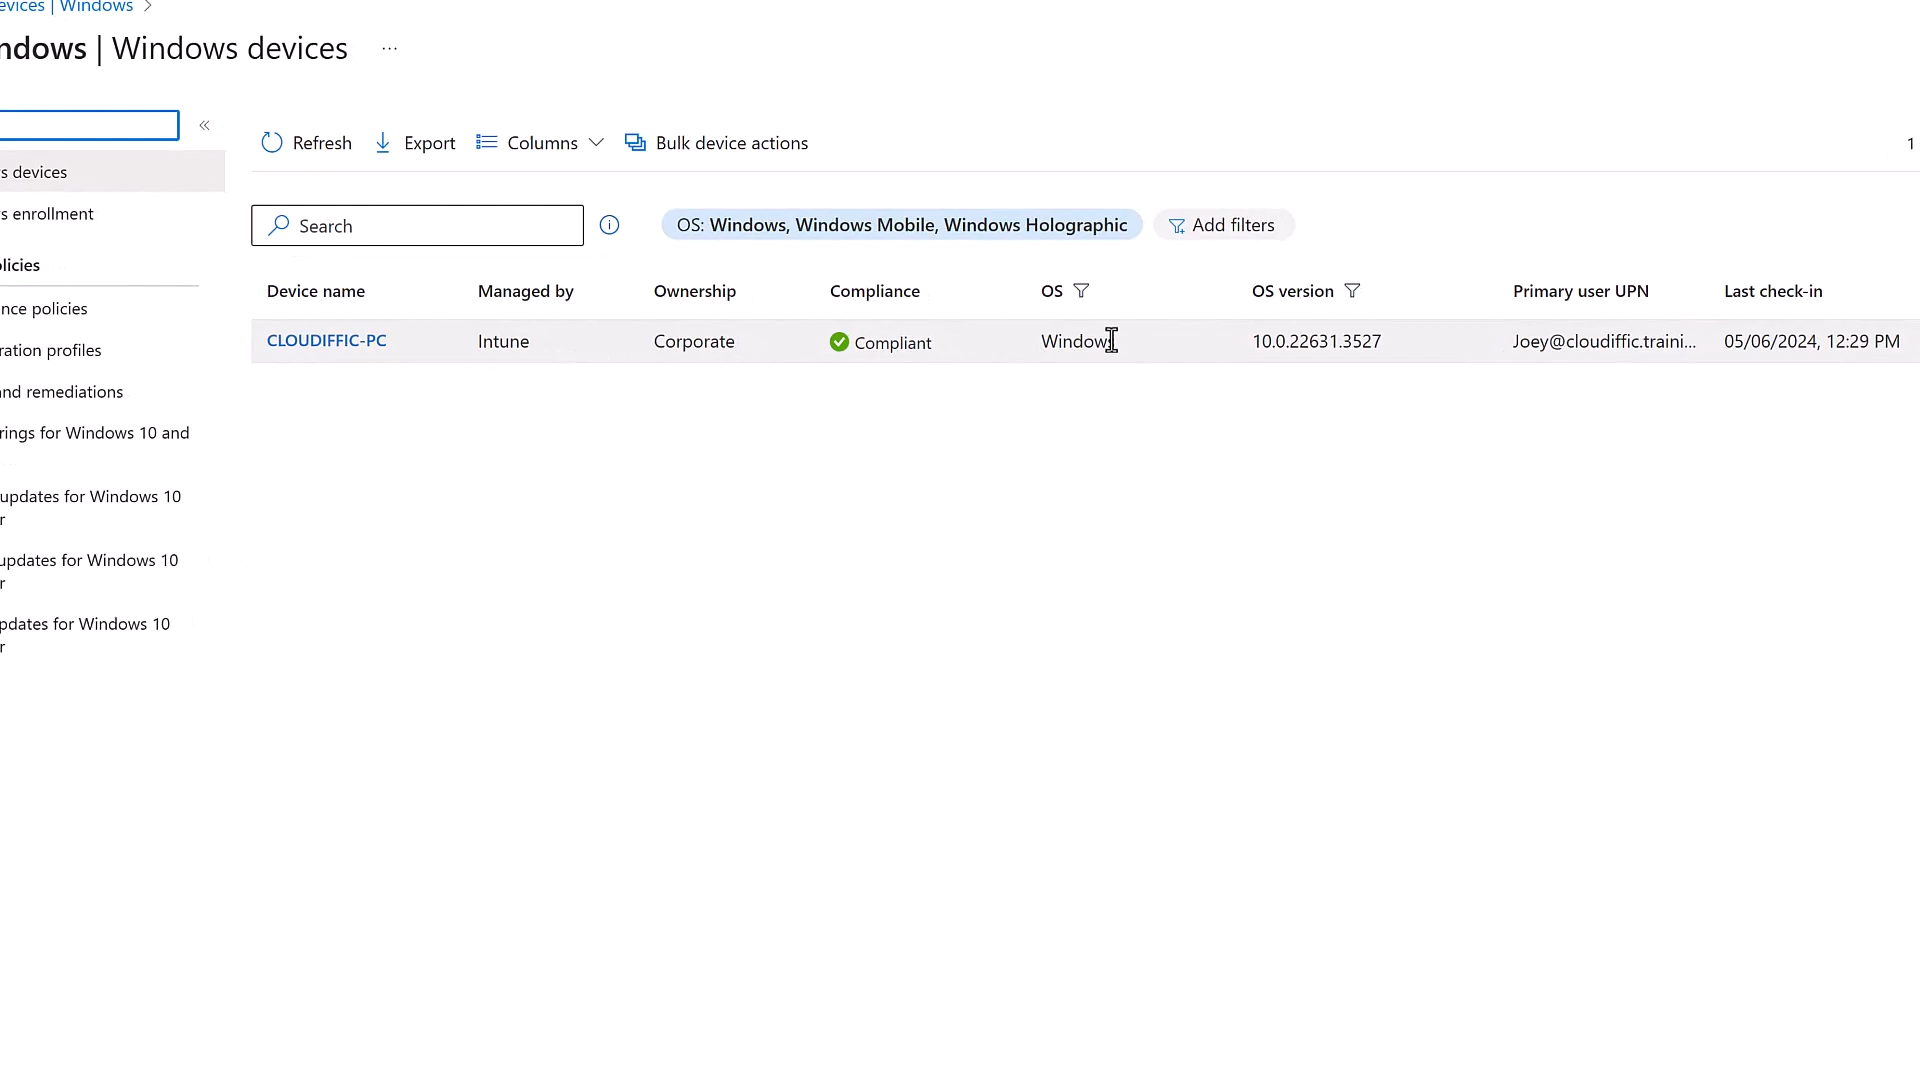 evices | Windows >
ndows | Windows devices ...
«
Refresh Export Columns Bulk device actions 1
s devices
s enrollment
Search OS: Windows, Windows Mobile, Windows Holographic Add filters
olicies
Device name Managed by Ownership Compliance OS OS version Primary user UPN Last check-in
nce policies
CLOUDIFFIC-PC Intune Corporate Compliant Windows 10.0.22631.3527 Joey@cloudiffic.traini... 05/06/2024, 12:29 PM
ration profiles
nd remediations
rings for Windows 10 and
updates for Windows 10
r
updates for Windows 10
r
pdates for Windows 10
r